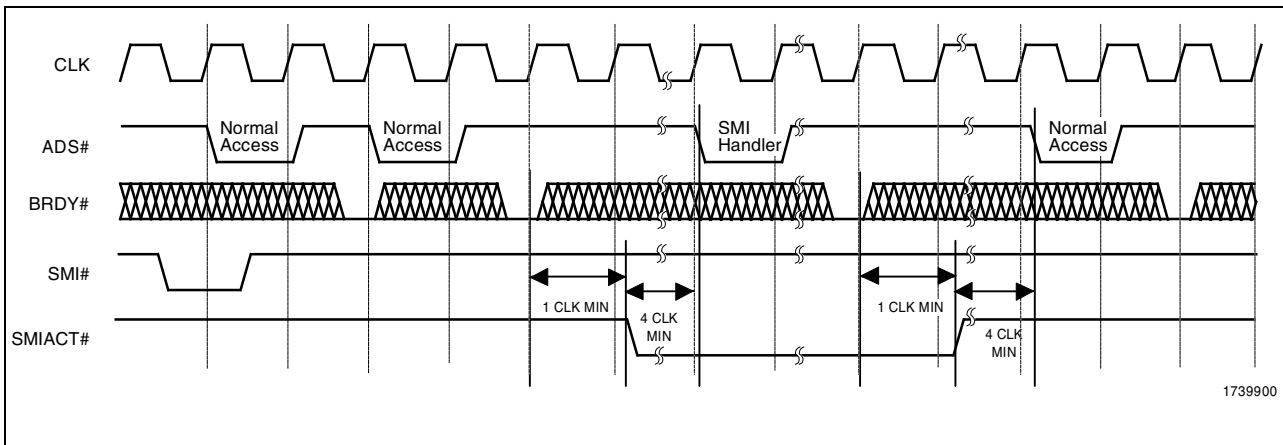 CLK
ADS#
Normal
Access
Normal
Access
SMI
Handler
Normal
Access
BRDY#
SMI#
1 CLK MIN
4 CLK
MIN
1 CLK MIN
4 CLK
MIN
SMIACT#
1739900